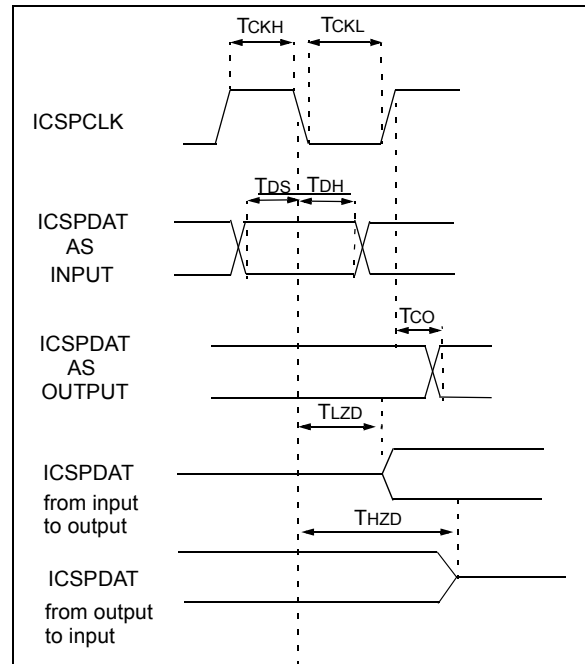 TCKH TCKL
ICSPCLK
TDS TDH
ICSPDAT
AS
INPUT
TCO
ICSPDAT
AS
OUTPUT
TLZD
ICSPDAT
from input
to output
THZD
ICSPDAT
from output
to input